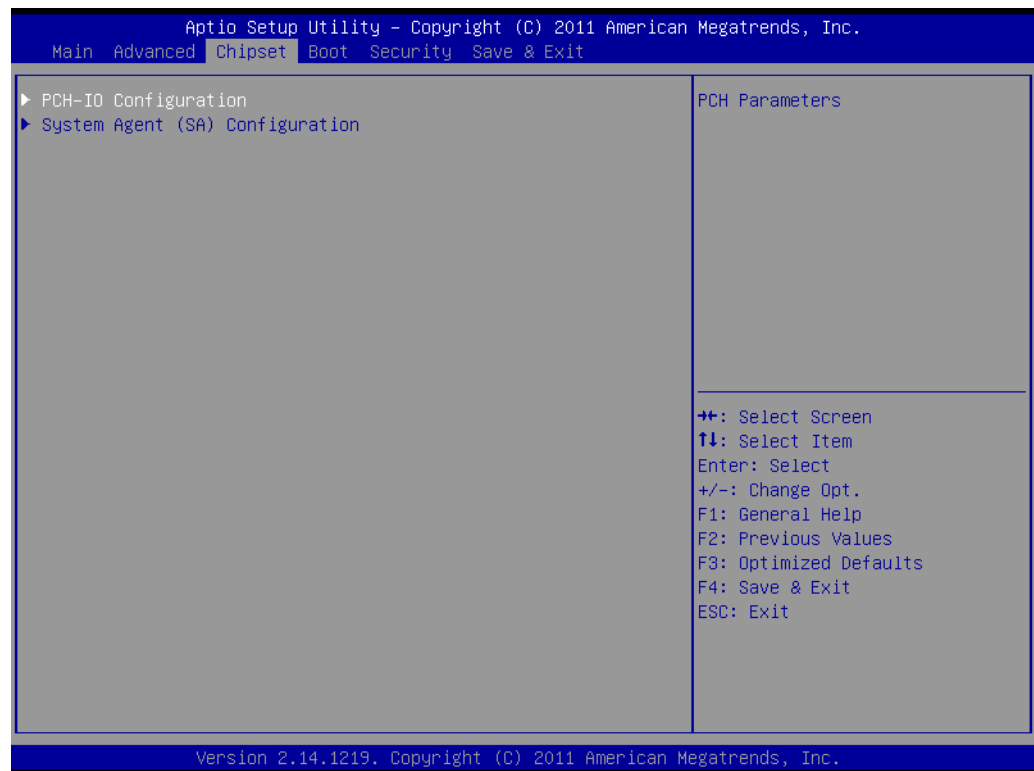 Aptio Setup Utility – Copyright (C) 2011 American Megatrends, Inc.
Main Advanced Chipset Boot Security Save & Exit
PCH-IO Configuration
System Agent (SA) Configuration
PCH Parameters
→←: Select Screen
↑↓: Select Item
Enter: Select
+/-: Change Opt.
F1: General Help
F2: Previous Values
F3: Optimized Defaults
F4: Save & Exit
ESC: Exit
Version 2.14.1219. Copyright (C) 2011 American Megatrends, Inc.